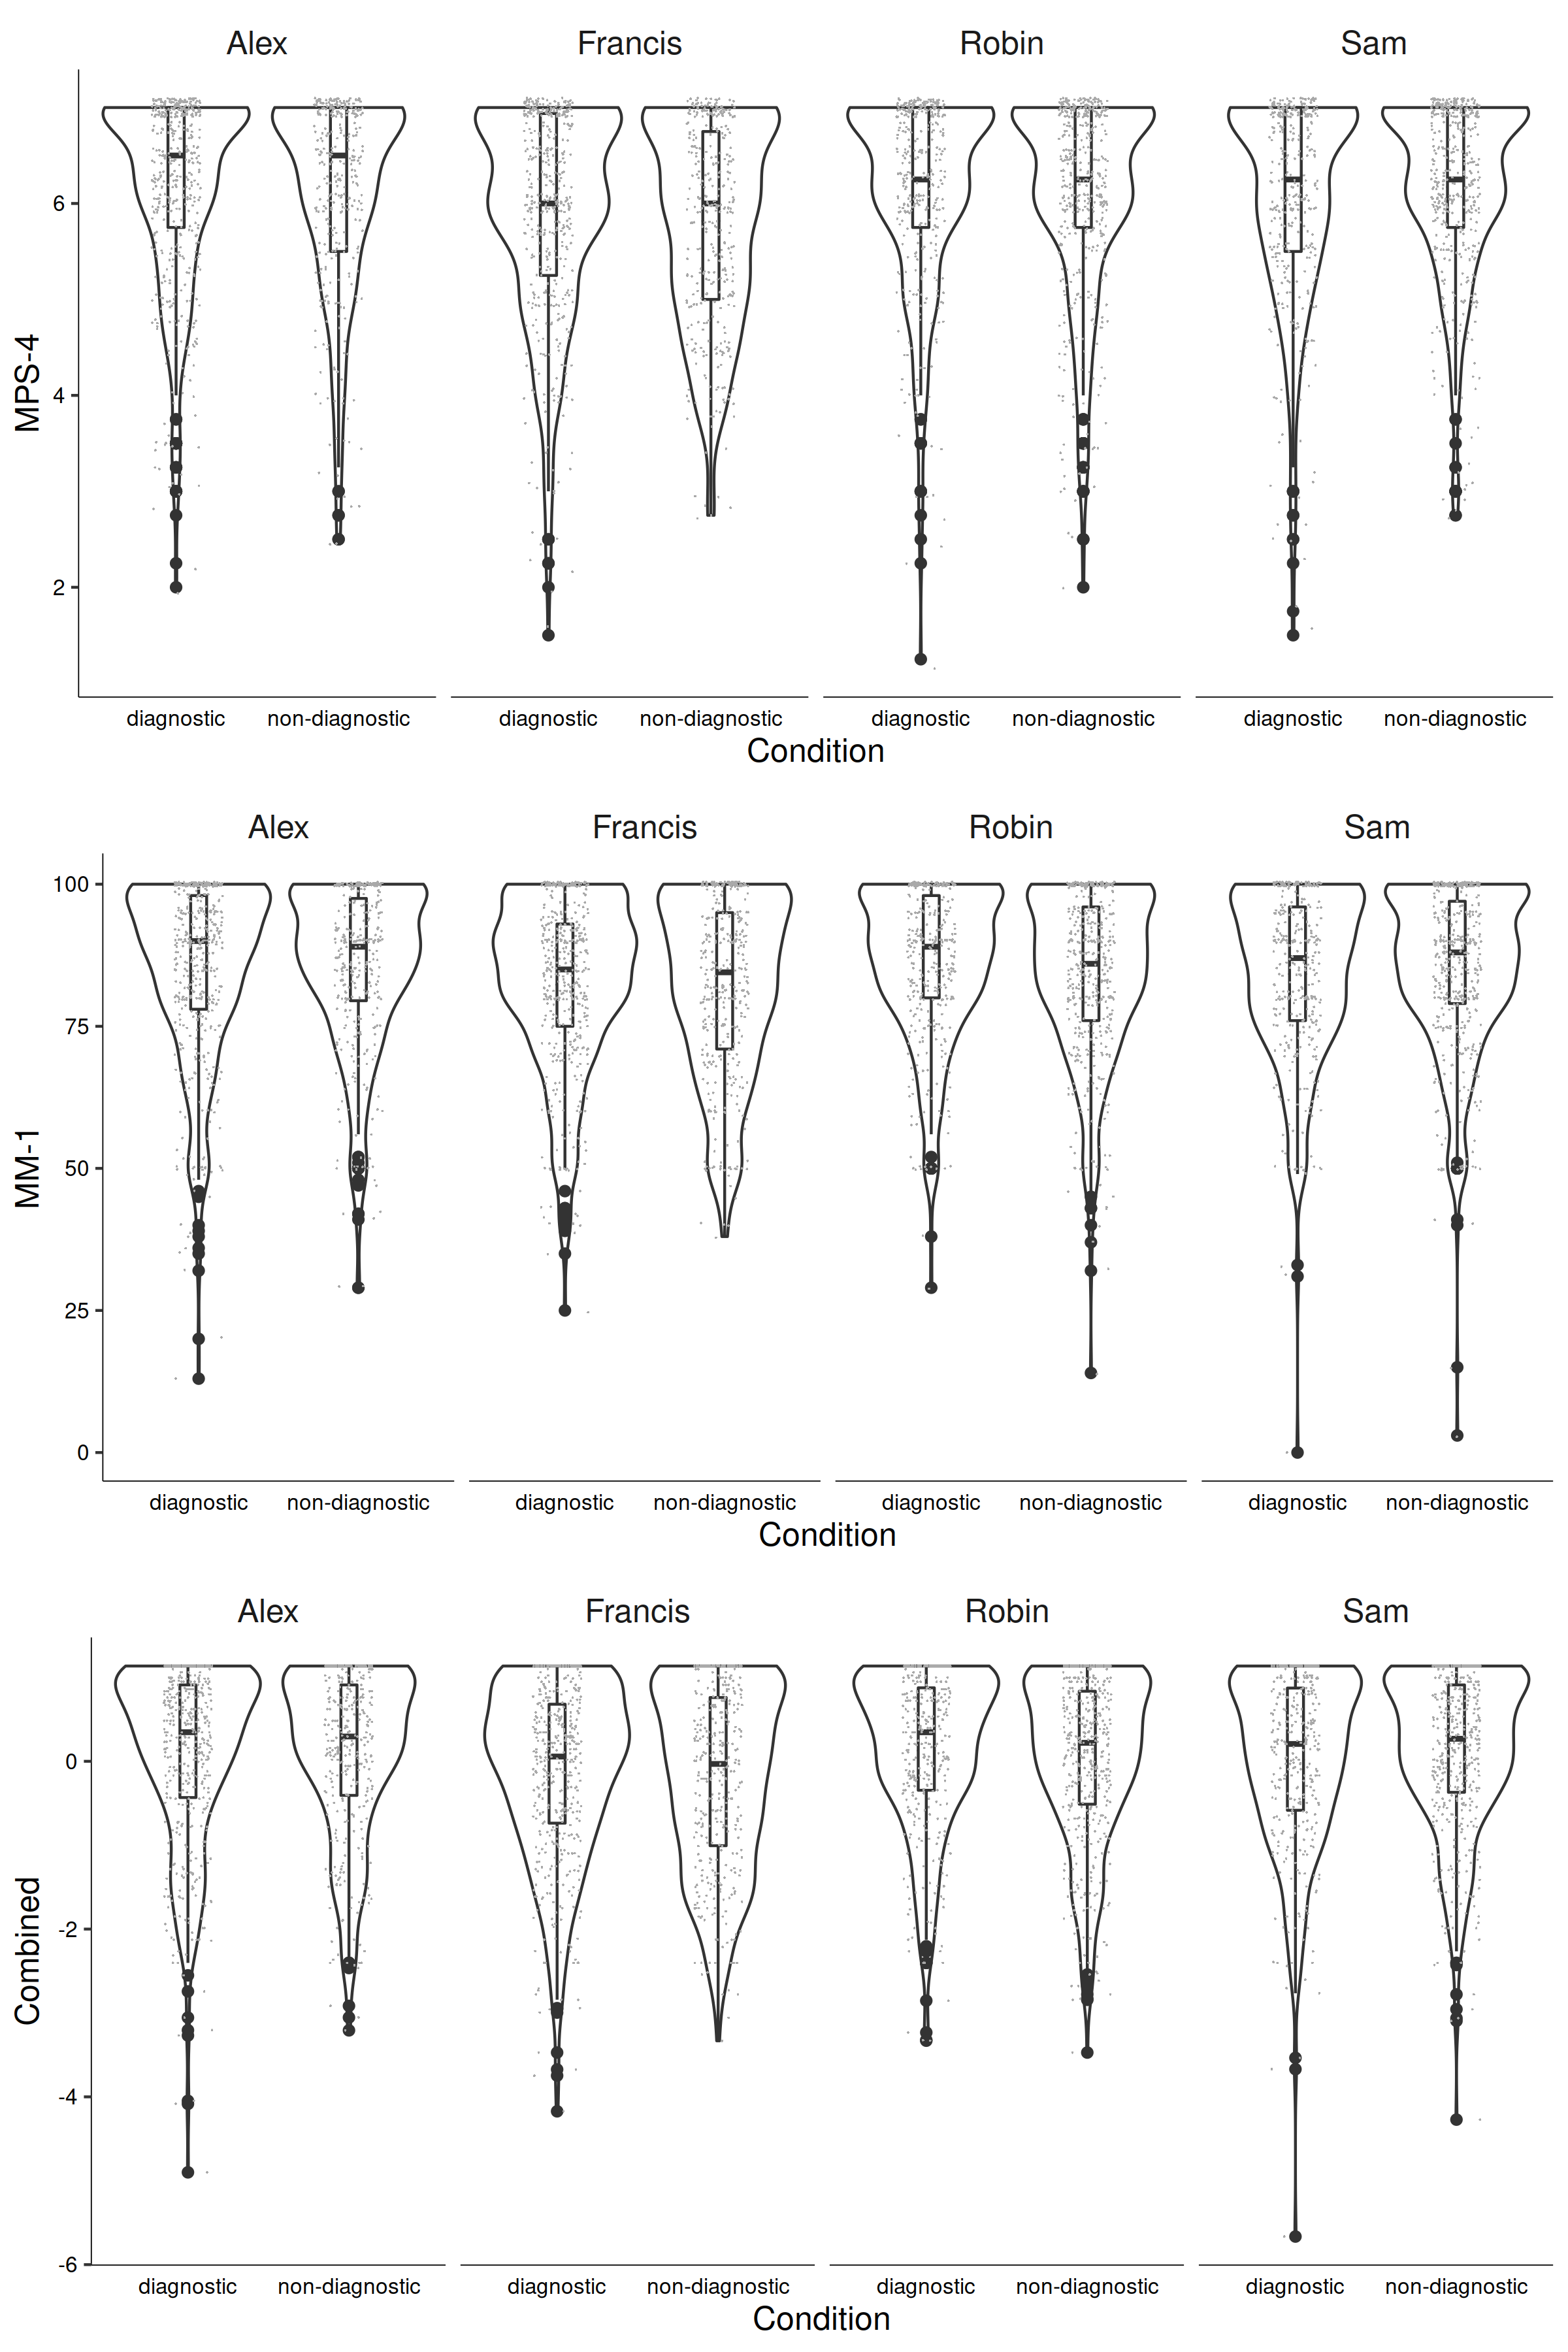 Alex Francis Robin Sam
MPS-4
6
4
2
diagnostic non-diagnostic diagnostic non-diagnostic diagnostic non-diagnostic diagnostic non-diagnostic
Condition
Alex Francis Robin Sam
MM-1
100
75
50
25
0
diagnostic non-diagnostic diagnostic non-diagnostic diagnostic non-diagnostic diagnostic non-diagnostic
Condition
Alex Francis Robin Sam
Combined
0
-2
-4
-6
diagnostic non-diagnostic diagnostic non-diagnostic diagnostic non-diagnostic diagnostic non-diagnostic
Condition